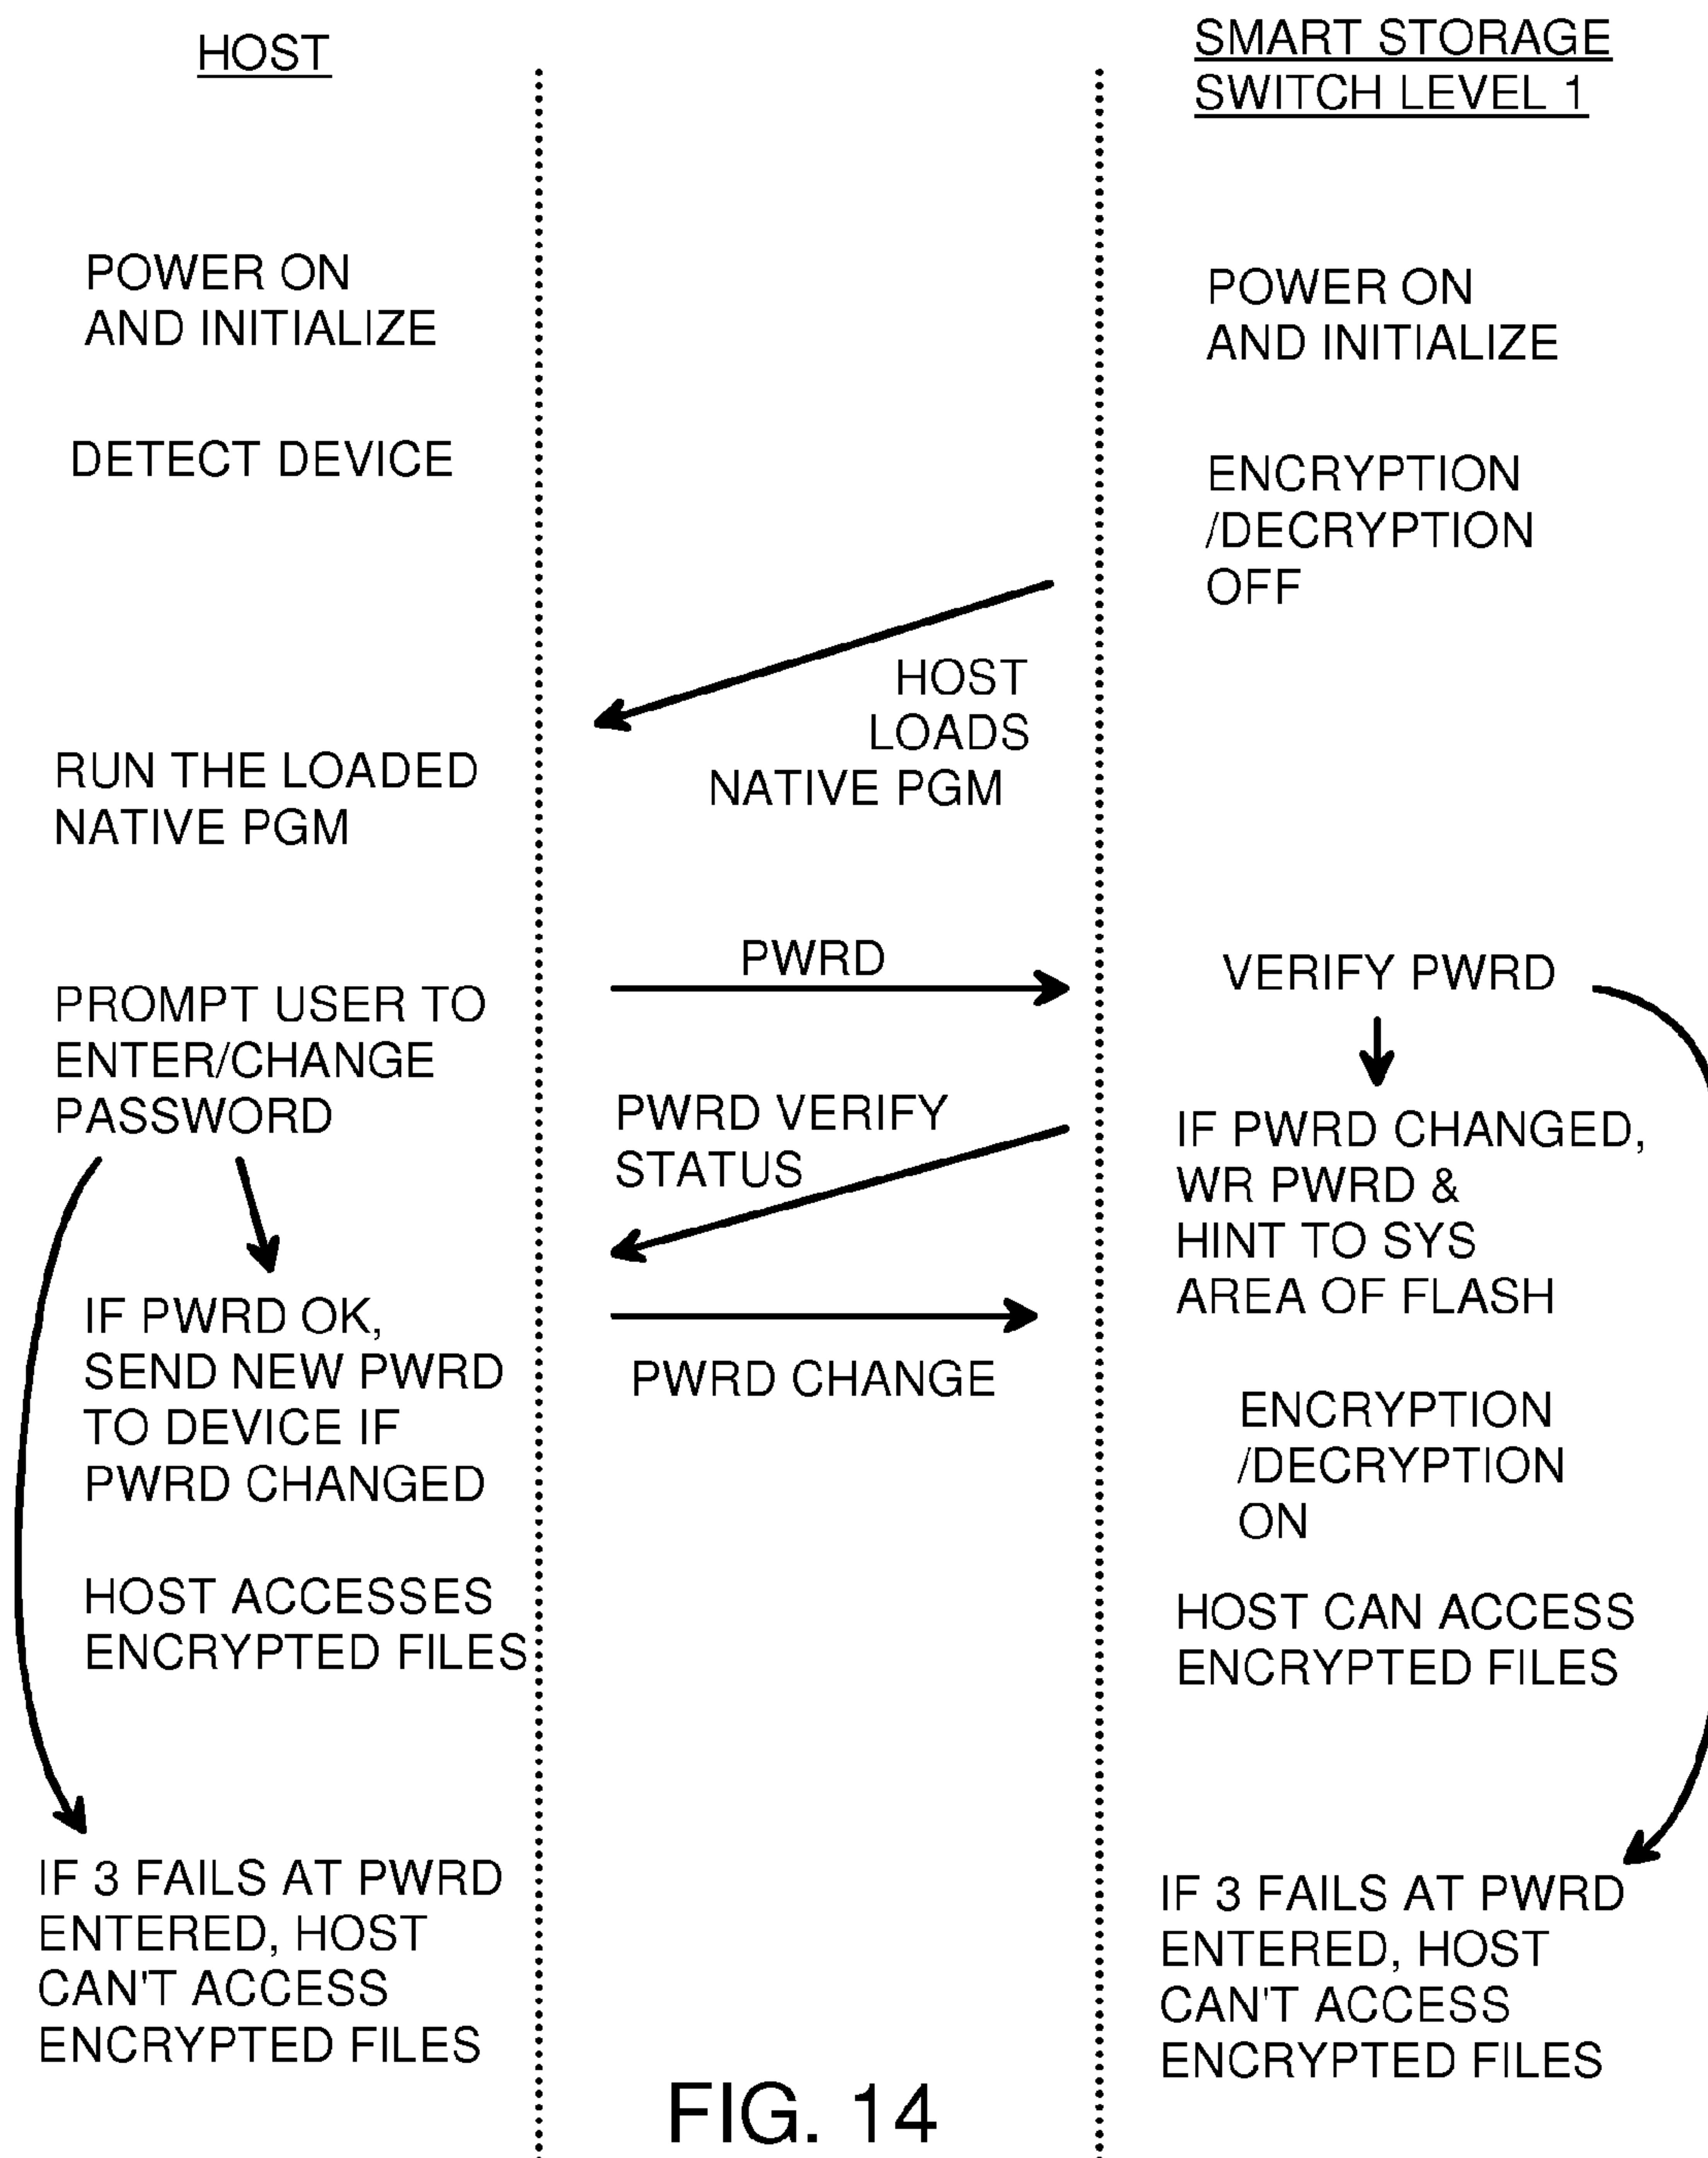 HOST
POWER ON
AND INITIALIZE
DETECT DEVICE
RUN THE LOADED
NATIVE PGM
PROMPT USER TO
ENTER/CHANGE
PASSWORD
IF PWRD OK,
SEND NEW PWRD
TO DEVICE IF
PWRD CHANGED
HOST ACCESSES
ENCRYPTED FILES
IF 3 FAILS AT PWRD
ENTERED, HOST
CAN'T ACCESS
ENCRYPTED FILES
HOST
LOADS
NATIVE PGM
PWRD
PWRD VERIFY
STATUS
PWRD CHANGE
SMART STORAGE
SWITCH LEVEL 1
POWER ON
AND INITIALIZE
ENCRYPTION
/DECRYPTION
OFF
VERIFY PWRD
IF PWRD CHANGED,
WR PWRD &
HINT TO SYS
AREA OF FLASH
ENCRYPTION
/DECRYPTION
ON
HOST CAN ACCESS
ENCRYPTED FILES
IF 3 FAILS AT PWRD
ENTERED, HOST
CAN'T ACCESS
ENCRYPTED FILES
FIG. 14